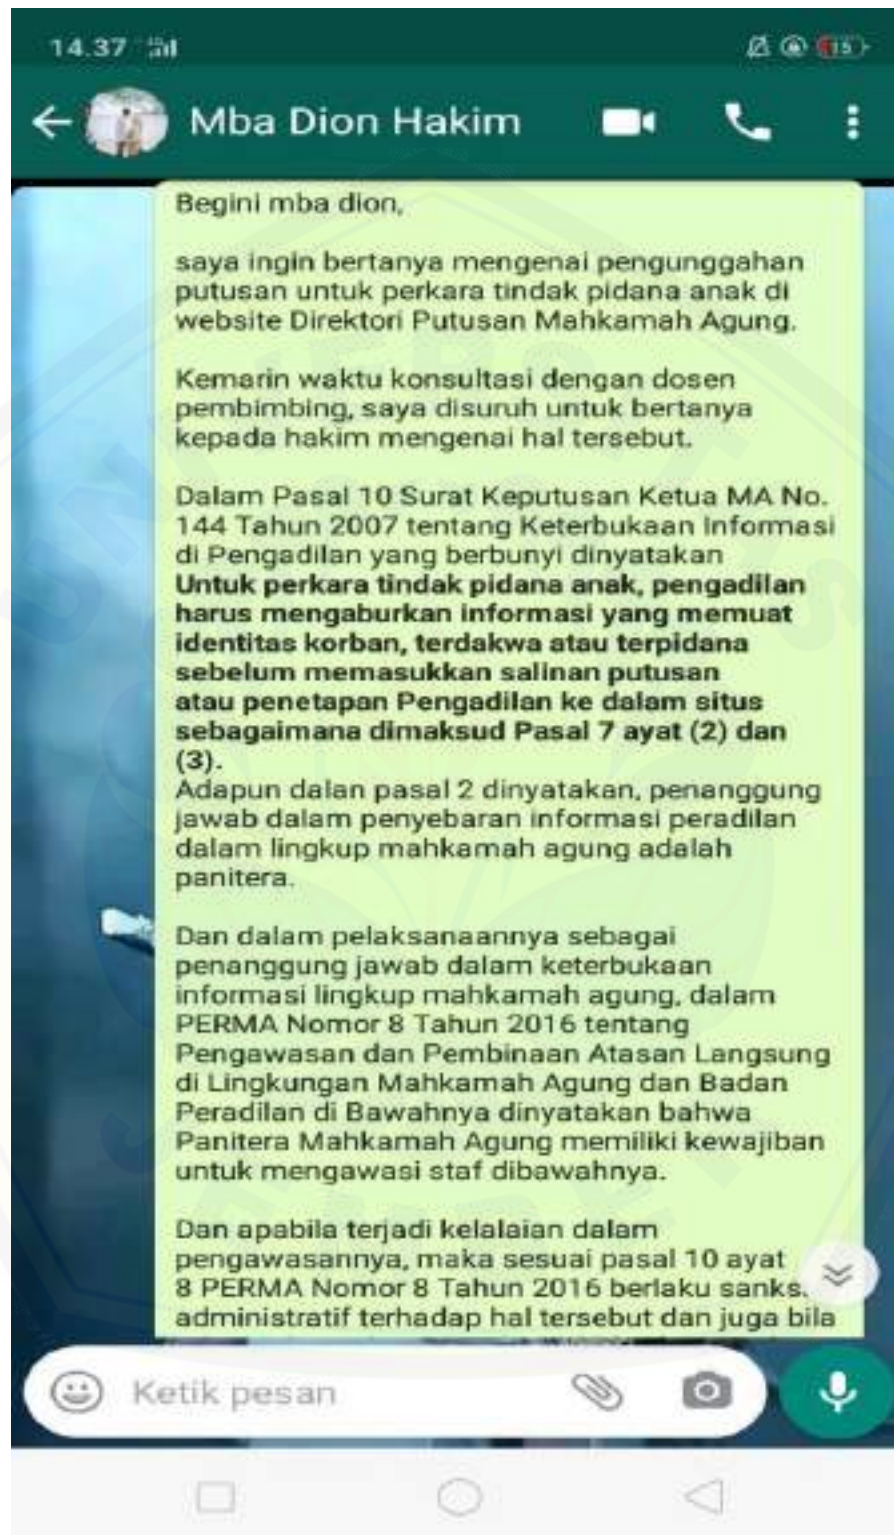 14.37
15
Mba Dion Hakim
Begini mba dion,
saya ingin bertanya mengenai pengunggahan
putusan untuk perkara tindak pidana anak di
website Direktori Putusan Mahkamah Agung.
Kemarin waktu konsultasi dengan dosen
pembimbing, saya disuruh untuk bertanya
kepada hakim mengenai hal tersebut.
Dalam Pasal 10 Surat Keputusan Ketua MA No.
144 Tahun 2007 tentang Keterbukaan Informasi
di Pengadilan yang berbunyi dinyatakan
Untuk perkara tindak pidana anak, pengadilan
harus mengaburkan informasi yang memuat
identitas korban, terdakwa atau terpidana
sebelum memasukkan salinan putusan
atau penetapan Pengadilan ke dalam situs
sebagaimana dimaksud Pasal 7 ayat (2) dan
(3).
Adapun dalan pasal 2 dinyatakan, penanggung
jawab dalam penyebaran informasi peradilan
dalam lingkup mahkamah agung adalah
panitera.
Dan dalam pelaksanaannya sebagai
penanggung jawab dalam keterbukaan
informasi lingkup mahkamah agung, dalam
PERMA Nomor 8 Tahun 2016 tentang
Pengawasan dan Pembinaan Atasan Langsung
di Lingkungan Mahkamah Agung dan Badan
Peradilan di Bawahnya dinyatakan bahwa
Panitera Mahkamah Agung memiliki kewajiban
untuk mengawasi staf dibawahnya.
Dan apabila terjadi kelalaian dalam
pengawasannya, maka sesuai pasal 10 ayat
8 PERMA Nomor 8 Tahun 2016 berlaku
administratif terhadap hal tersebut dan juga bila
Ketik pesan